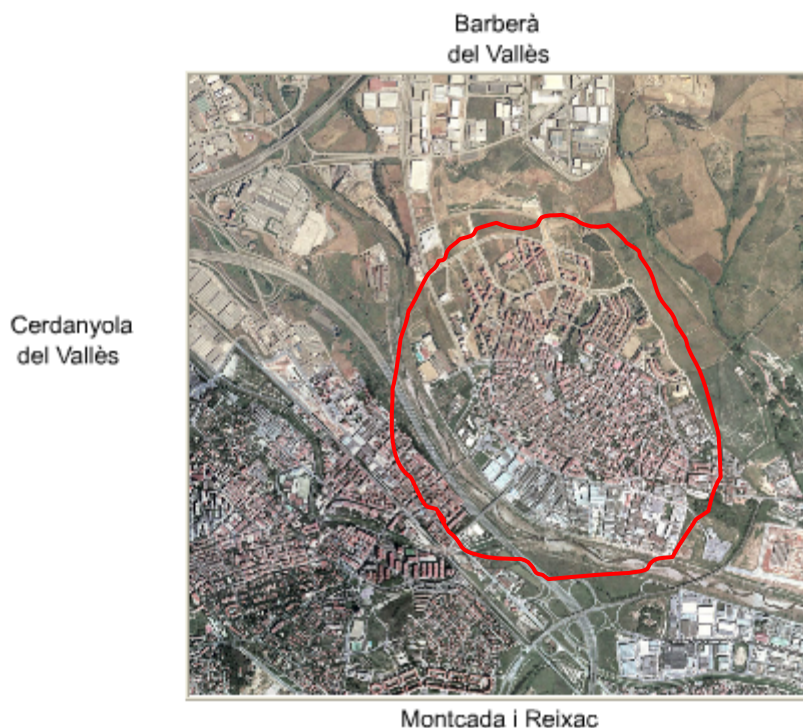 Barberà
del Vallès
Cerdanyola
del Vallès
Montcada i Reixac